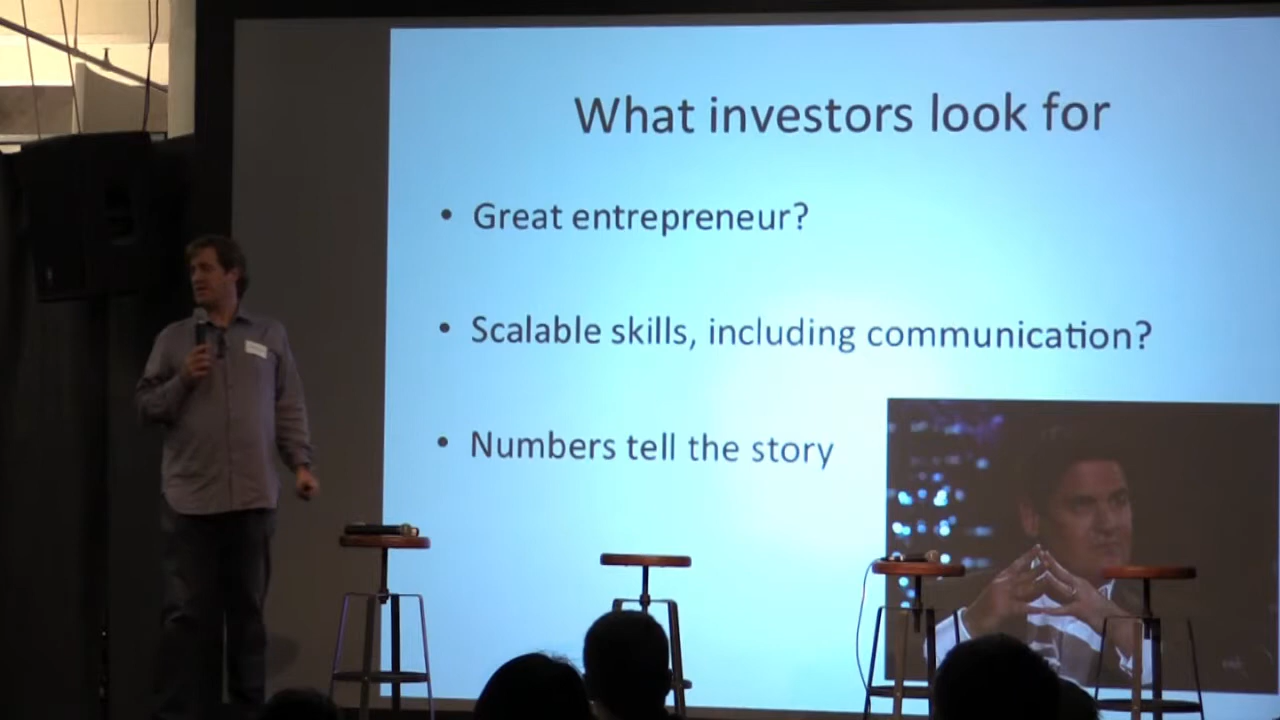 What investors look for
• Great entrepreneur?
• Scalable skills, including communication?
• Numbers tell the story